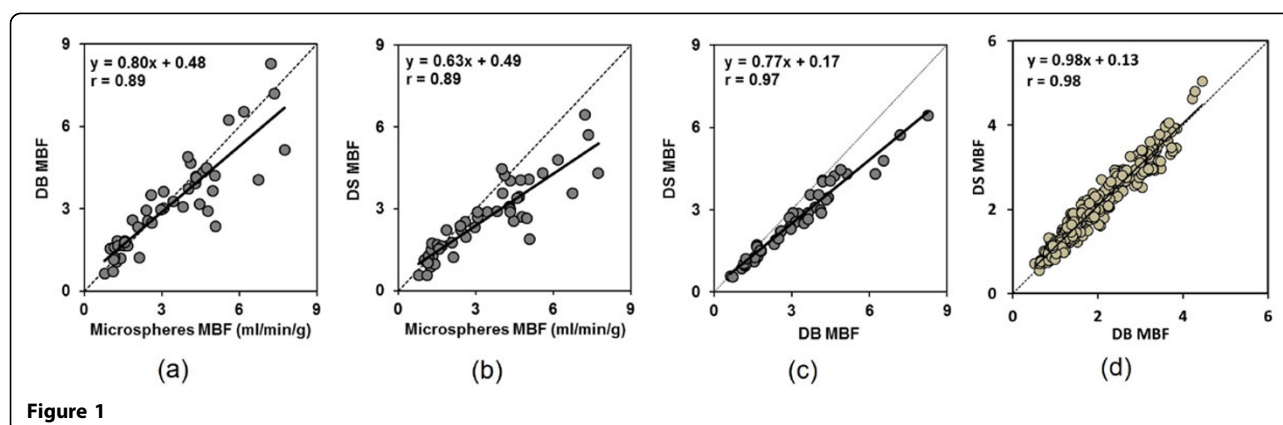 9
y = 0.80x + 0.48
r = 0.89
6
DB MBF
3
0
0 3 6 9
Microspheres MBF (ml/min/g)
(a)
9
y = 0.63x + 0.49
r = 0.89
6
DS MBF
3
0
0 3 6 9
Microspheres MBF (ml/min/g)
(b)
9
y = 0.77x + 0.17
r = 0.97
6
DS MBF
3
0
0 3 6 9
DB MBF
(c)
6
y = 0.98x + 0.13
r = 0.98
4
DS MBF
2
0
0 2 4 6
DB MBF
(d)
Figure 1